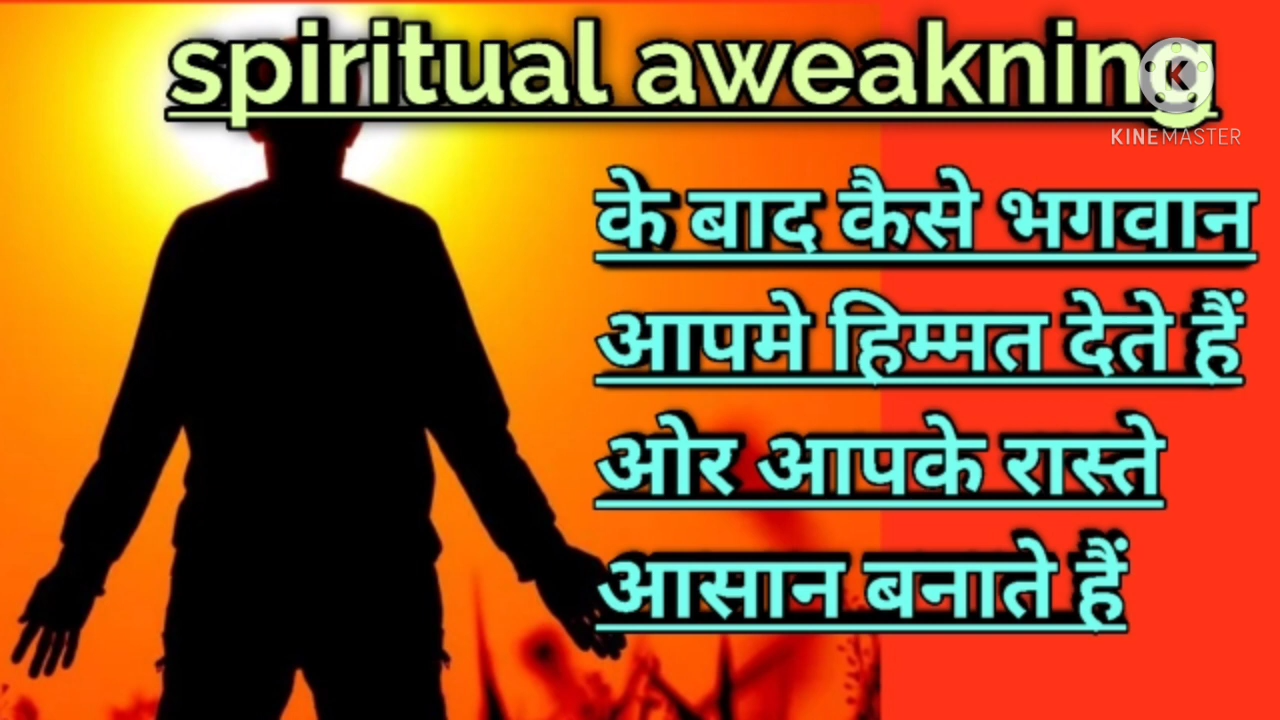 spiritual aweakning
KINEMASTER
के बाद कैसे भगवान
आपमे हिम्मत देते हैं
ओर आपके रास्ते
आसान बनाते हैं